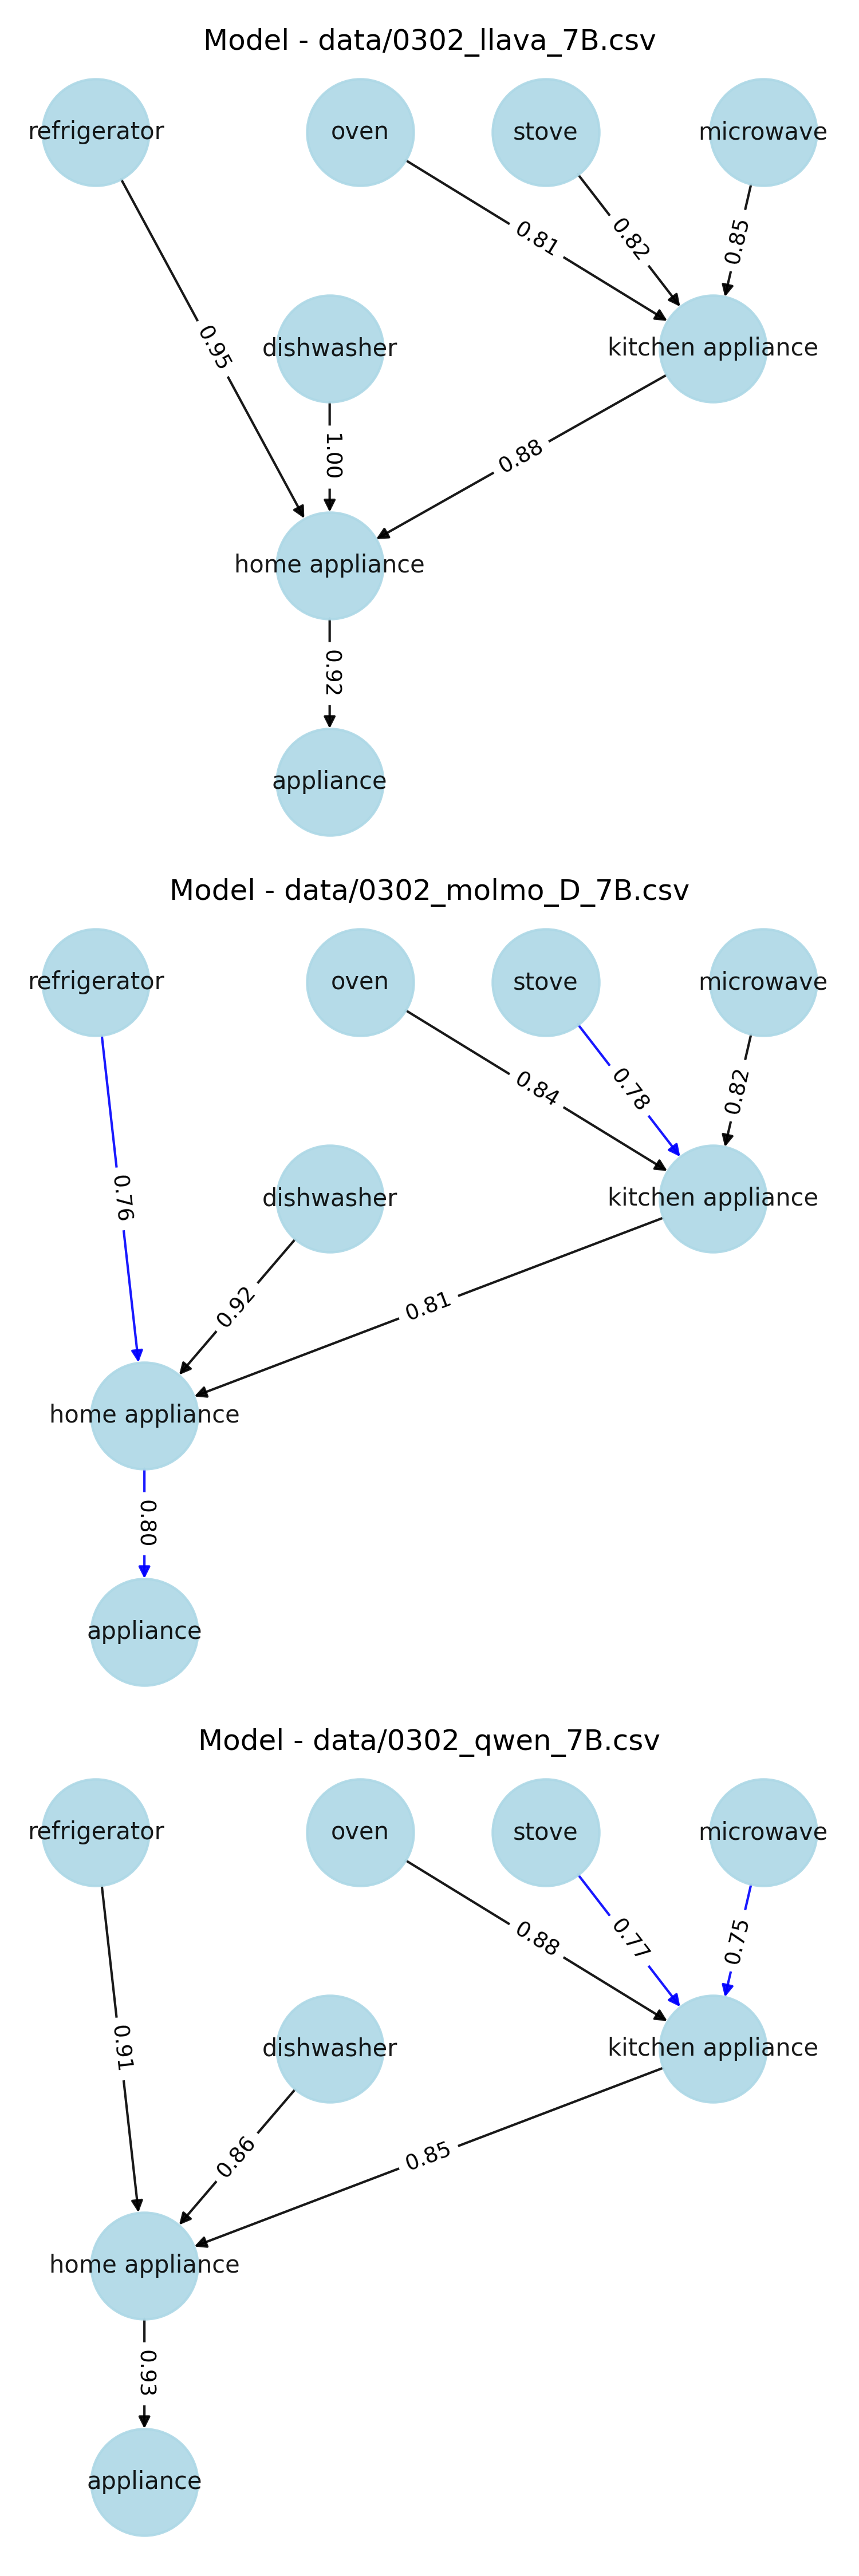 Model - data/0302_llava_7B.csv
refrigerator
oven
stove
microwave
0.81
0.82
0.85
0.95
dishwasher
kitchen appliance
1.00
0.88
home appliance
0.92
appliance
Model - data/0302_molmo_D_7B.csv
refrigerator
oven
stove
microwave
0.84
0.78
0.82
0.76
dishwasher
kitchen appliance
0.92
0.81
home appliance
0.80
appliance
Model - data/0302_qwen_7B.csv
refrigerator
oven
stove
microwave
0.88
0.77
0.75
0.91
dishwasher
kitchen appliance
0.86
0.85
home appliance
0.93
appliance